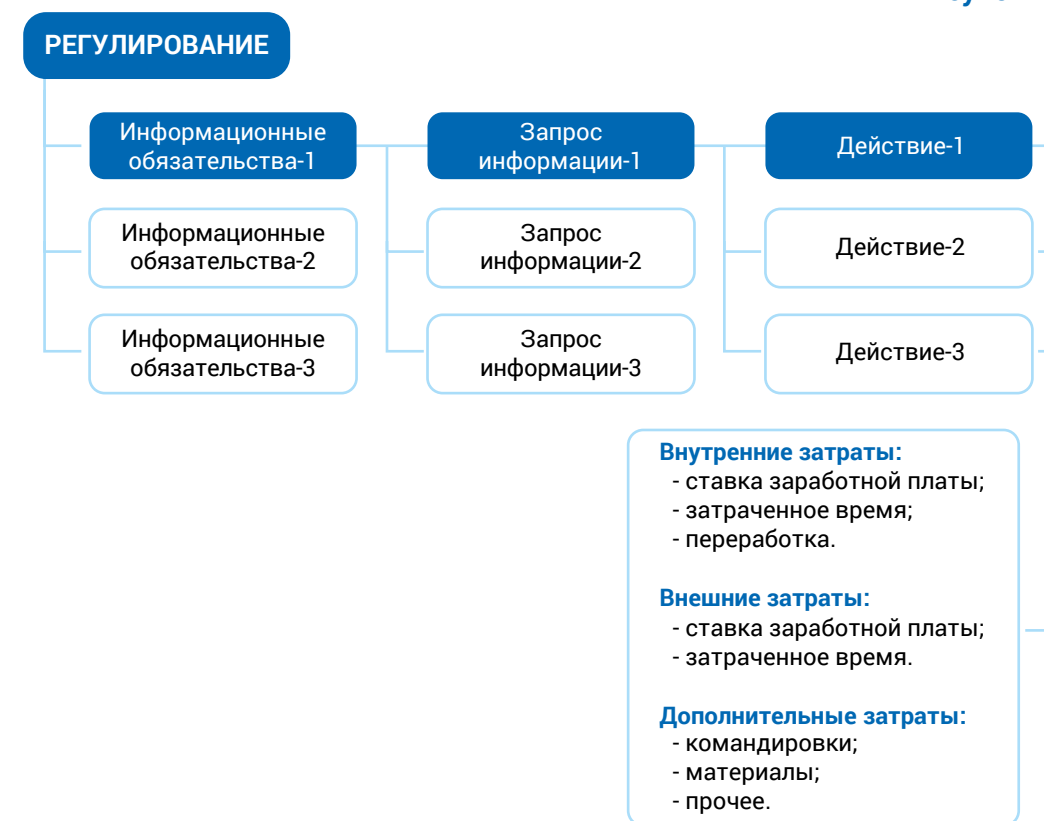 РЕГУЛИРОВАНИЕ
Информационные
обязательства-1
Запрос
информации-1
Действие-1
Информационные
обязательства-2
Запрос
информации-2
Действие-2
Информационные
обязательства-3
Запрос
информации-3
Действие-3
Внутренние затраты:
- ставка заработной платы;
- затраченное время;
- переработка.
Внешние затраты:
- ставка заработной платы;
- затраченное время.
Дополнительные затраты:
- командировки;
- материалы;
- прочее.